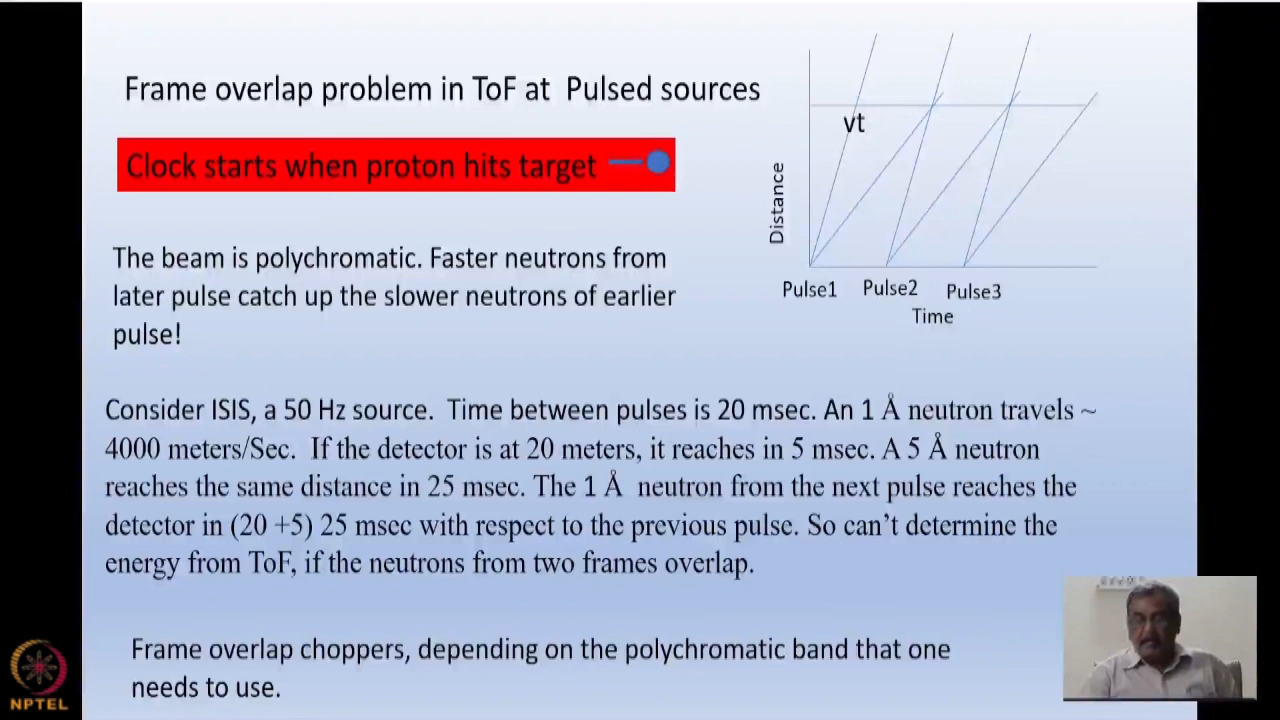 Frame overlap problem in ToF at Pulsed sources
Clock starts when proton hits target
The beam is polychromatic. Faster neutrons from
later pulse catch up the slower neutrons of earlier
pulse!
vt
Distance
Pulse1 Pulse2 Pulse3
Time
Consider ISIS, a 50 Hz source. Time between pulses is 20 msec. An 1 Å neutron travels ~
4000 meters/Sec. If the detector is at 20 meters, it reaches in 5 msec. A 5 Å neutron
reaches the same distance in 25 msec. The 1 Å neutron from the next pulse reaches the
detector in (20 +5) 25 msec with respect to the previous pulse. So can’t determine the
energy from ToF, if the neutrons from two frames overlap.
Frame overlap choppers, depending on the polychromatic band that one
needs to use.
NPTEL